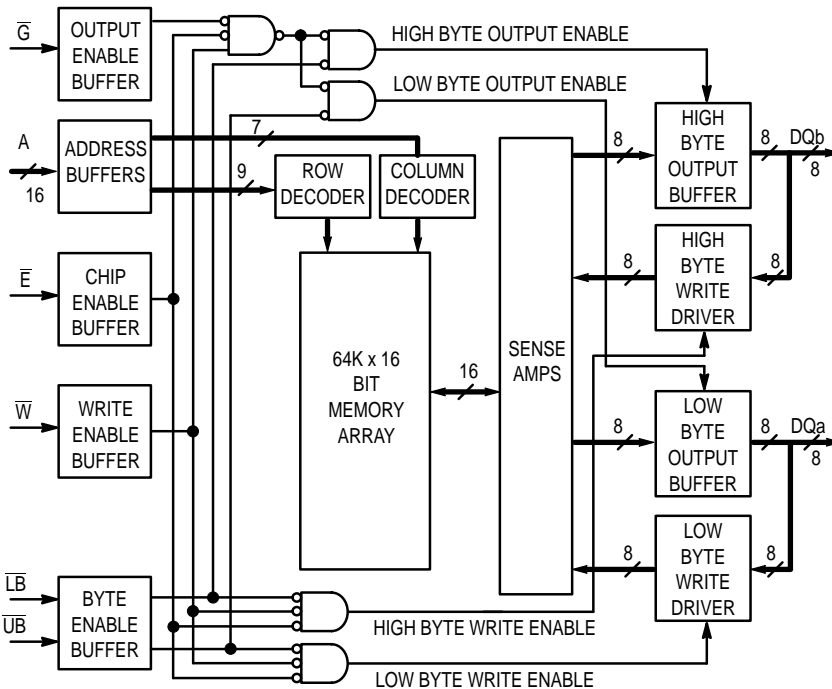 G
OUTPUT
ENABLE
BUFFER
HIGH BYTE OUTPUT ENABLE
LOW BYTE OUTPUT ENABLE
A
16
ADDRESS
BUFFERS
7
9
ROW
DECODER
COLUMN
DECODER
8
HIGH
BYTE
OUTPUT
BUFFER
8
DQb
8
E
CHIP
ENABLE
BUFFER
8
HIGH
BYTE
WRITE
DRIVER
8
64K x 16
BIT
MEMORY
ARRAY
16
SENSE
AMPS
W
WRITE
ENABLE
BUFFER
8
LOW
BYTE
OUTPUT
BUFFER
8
DQa
8
8
LOW
BYTE
WRITE
DRIVER
8
LB
UB
BYTE
ENABLE
BUFFER
HIGH BYTE WRITE ENABLE
LOW BYTE WRITE ENABLE